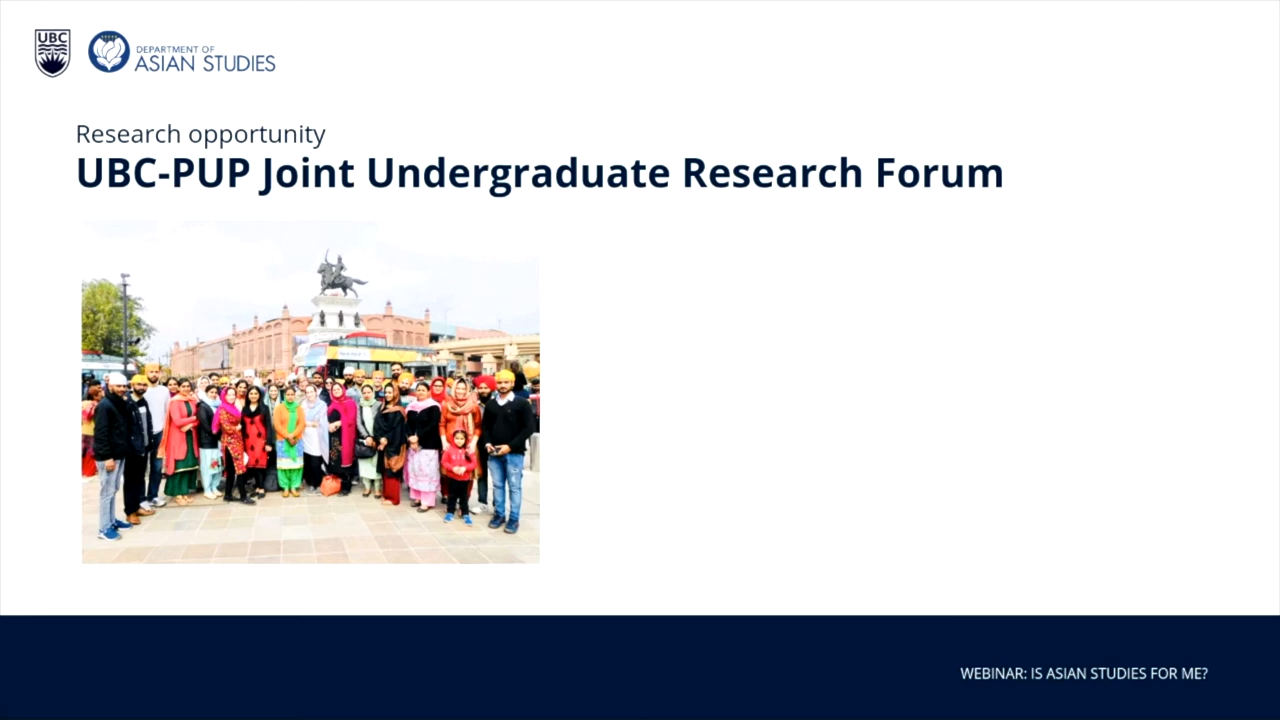 UBC
DEPARTMENT OF
ASIAN STUDIES
Research opportunity
UBC-PUP Joint Undergraduate Research Forum
WEBINAR: IS ASIAN STUDIES FOR ME?